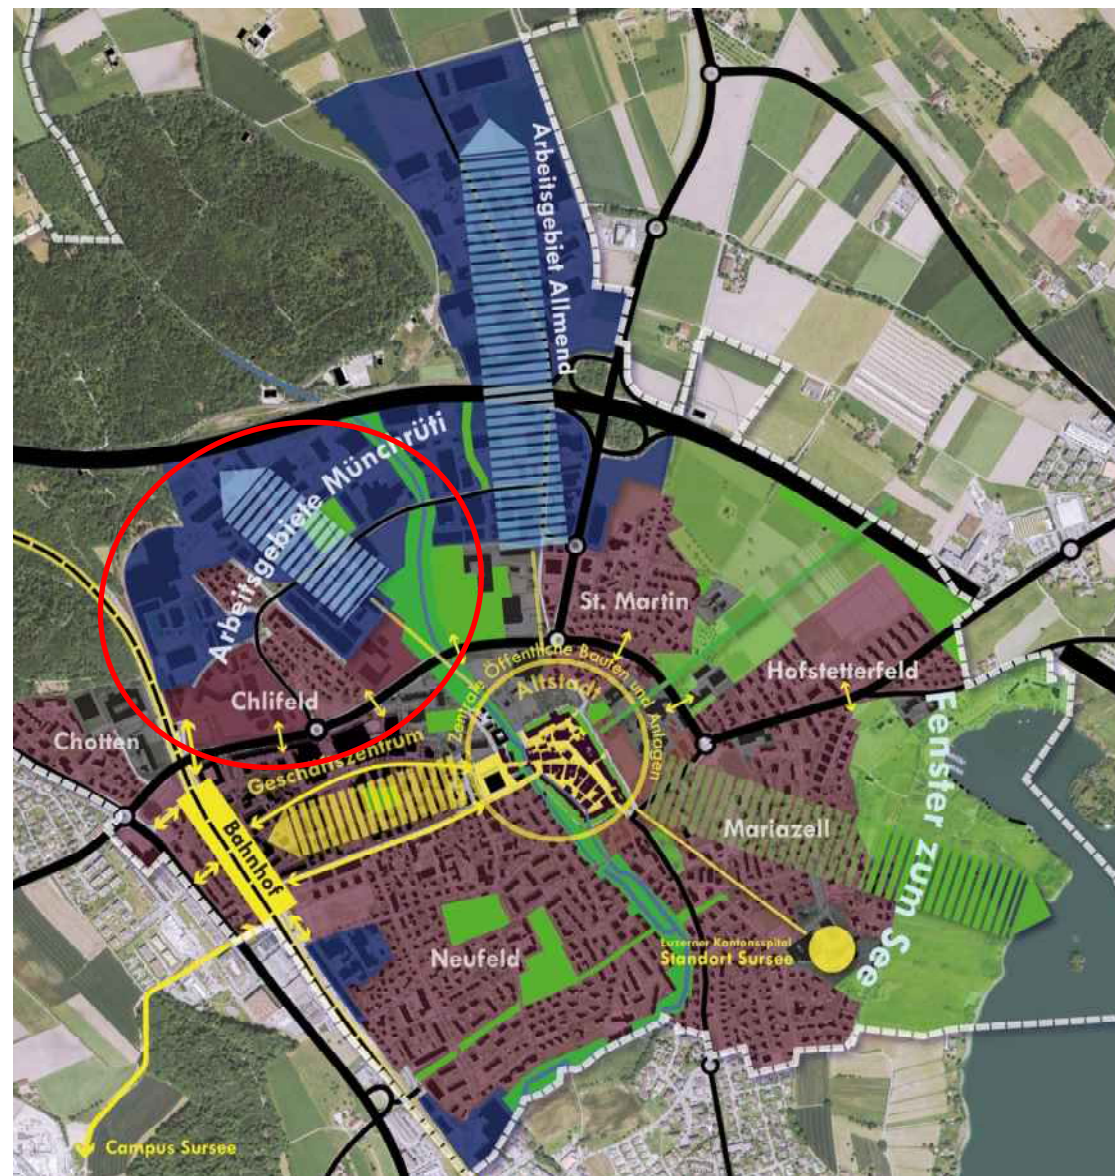 Arbeitsgebiet Allmend
Arbeitsgebiete Münchrüti
St. Martin
Zentrale Öffentliche Bauten und Anlagen
Altstadt
Hofstetterfeld
Chlifeld
Chotten
Geschäftszentrum
Fenster zum See
Mariazell
Bahnhof
Neufeld
Luzerner Kantonsspital
Standort Sursee
Campus Sursee